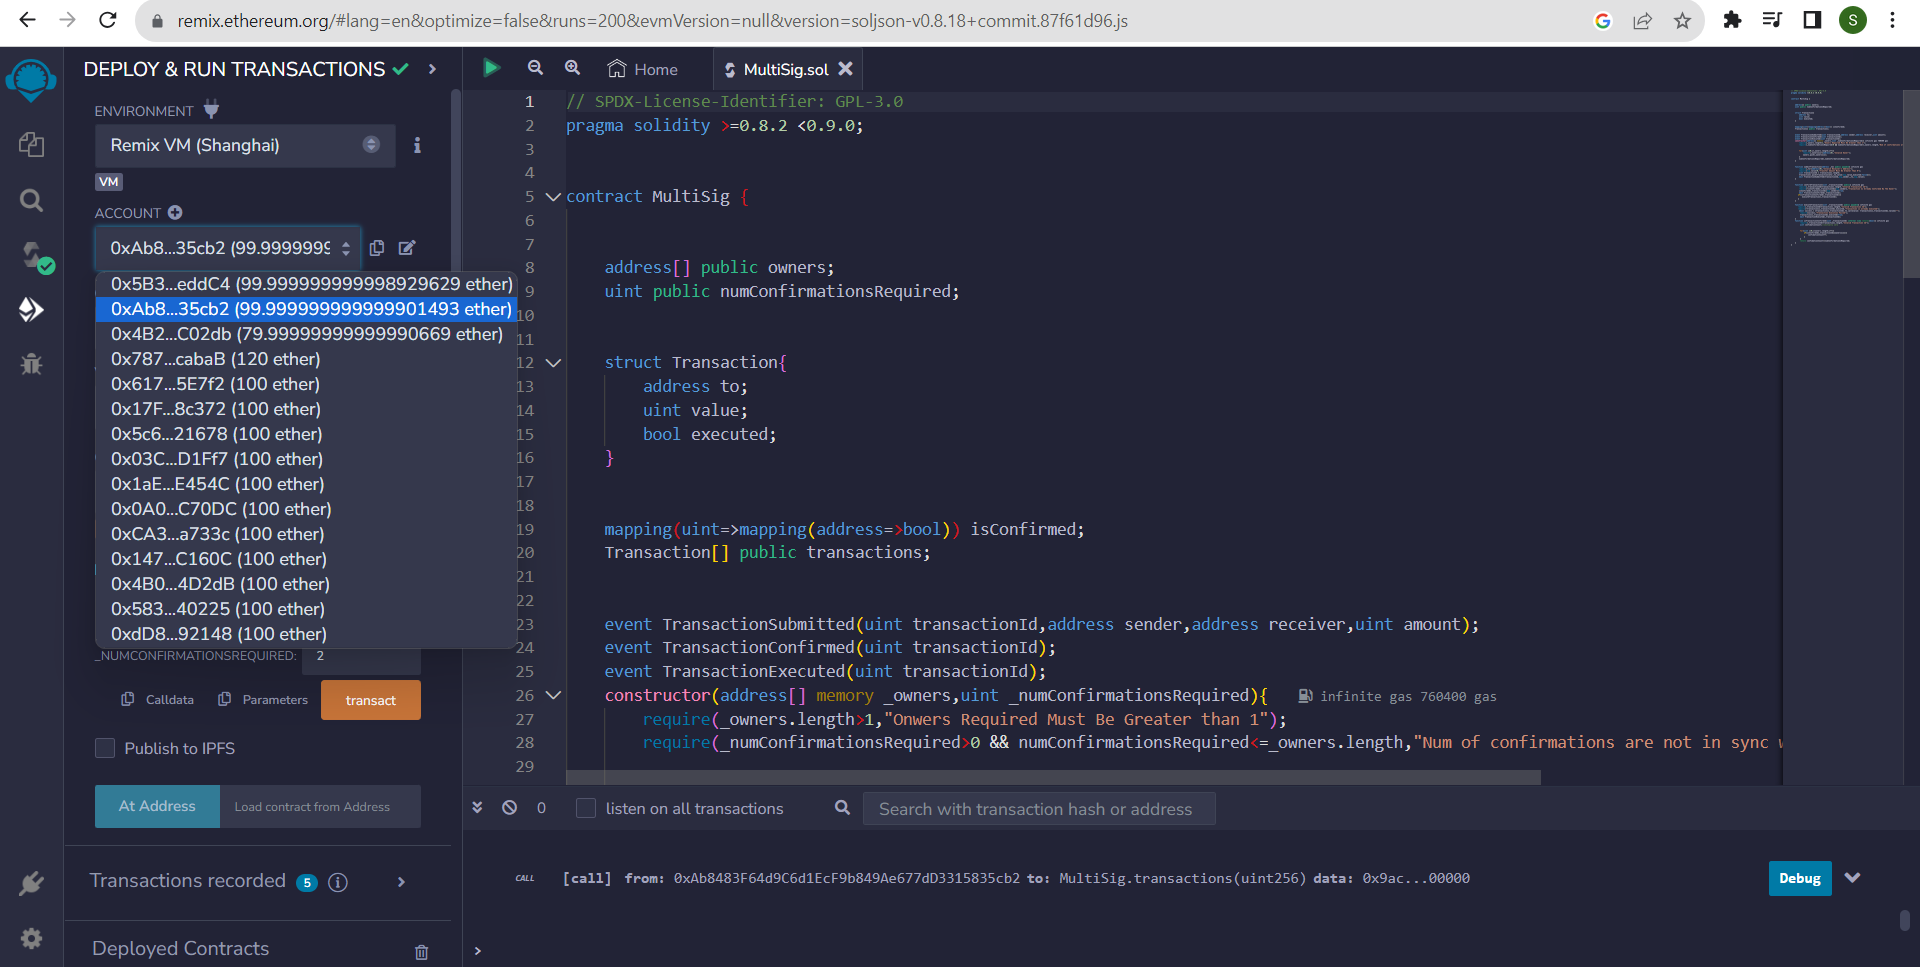 remix.ethereum.org/#lang=en&optimize=false&runs=200&evmVersion=null&version=soljson-v0.8.18+commit.87f61d96.js
S
DEPLOY & RUN TRANSACTIONS
ENVIRONMENT
Remix VM (Shanghai)
VM
ACCOUNT
0xAb8...35cb2 (99.9999999
0x5B3...eddC4 (99.999999999998929629 ether)
0xAb8...35cb2 (99.999999999999901493 ether)
0x4B2...C02db (79.99999999999990669 ether)
0x787...cabaB (120 ether)
0x617...5E7f2 (100 ether)
0x17F...8c372 (100 ether)
0x5c6...21678 (100 ether)
0x03C...D1Ff7 (100 ether)
0x1aE...E454C (100 ether)
0x0A0...C70DC (100 ether)
0xCA3...a733c (100 ether)
0x147...C160C (100 ether)
0x4B0...4D2dB (100 ether)
0x583...40225 (100 ether)
0xdD8...92148 (100 ether)
_NUMCONFIRMATIONSREQUIRED: 2
Calldata Parameters transact
Publish to IPFS
At Address Load contract from Address
Transactions recorded 5 i
Deployed Contracts
Home MultiSig.sol
1 // SPDX-License-Identifier: GPL-3.0
2 pragma solidity >=0.8.2 <0.9.0;
3
4
5 contract MultiSig {
6
7
8 address[] public owners;
9 uint public numConfirmationsRequired;
10
11
12 struct Transaction{
13 address to;
14 uint value;
15 bool executed;
16 }
17
18
19 mapping(uint=>mapping(address=>bool)) isConfirmed;
20 Transaction[] public transactions;
21
22
23 event TransactionSubmitted(uint transactionId,address sender,address receiver,uint amount);
24 event TransactionConfirmed(uint transactionId);
25 event TransactionExecuted(uint transactionId);
26 constructor(address[] memory _owners,uint _numConfirmationsRequired){ infinite gas 760400 gas
27 require(_owners.length>1,"Onwers Required Must Be Greater than 1");
28 require(_numConfirmationsRequired>0 && numConfirmationsRequired<=_owners.length,"Num of confirmations are not in sync
29
0 listen on all transactions Search with transaction hash or address
CALL [call] from: 0xAb8483F64d9C6d1EcF9b849Ae677dD3315835cb2 to: MultiSig.transactions(uint256) data: 0x9ac...00000 Debug
>